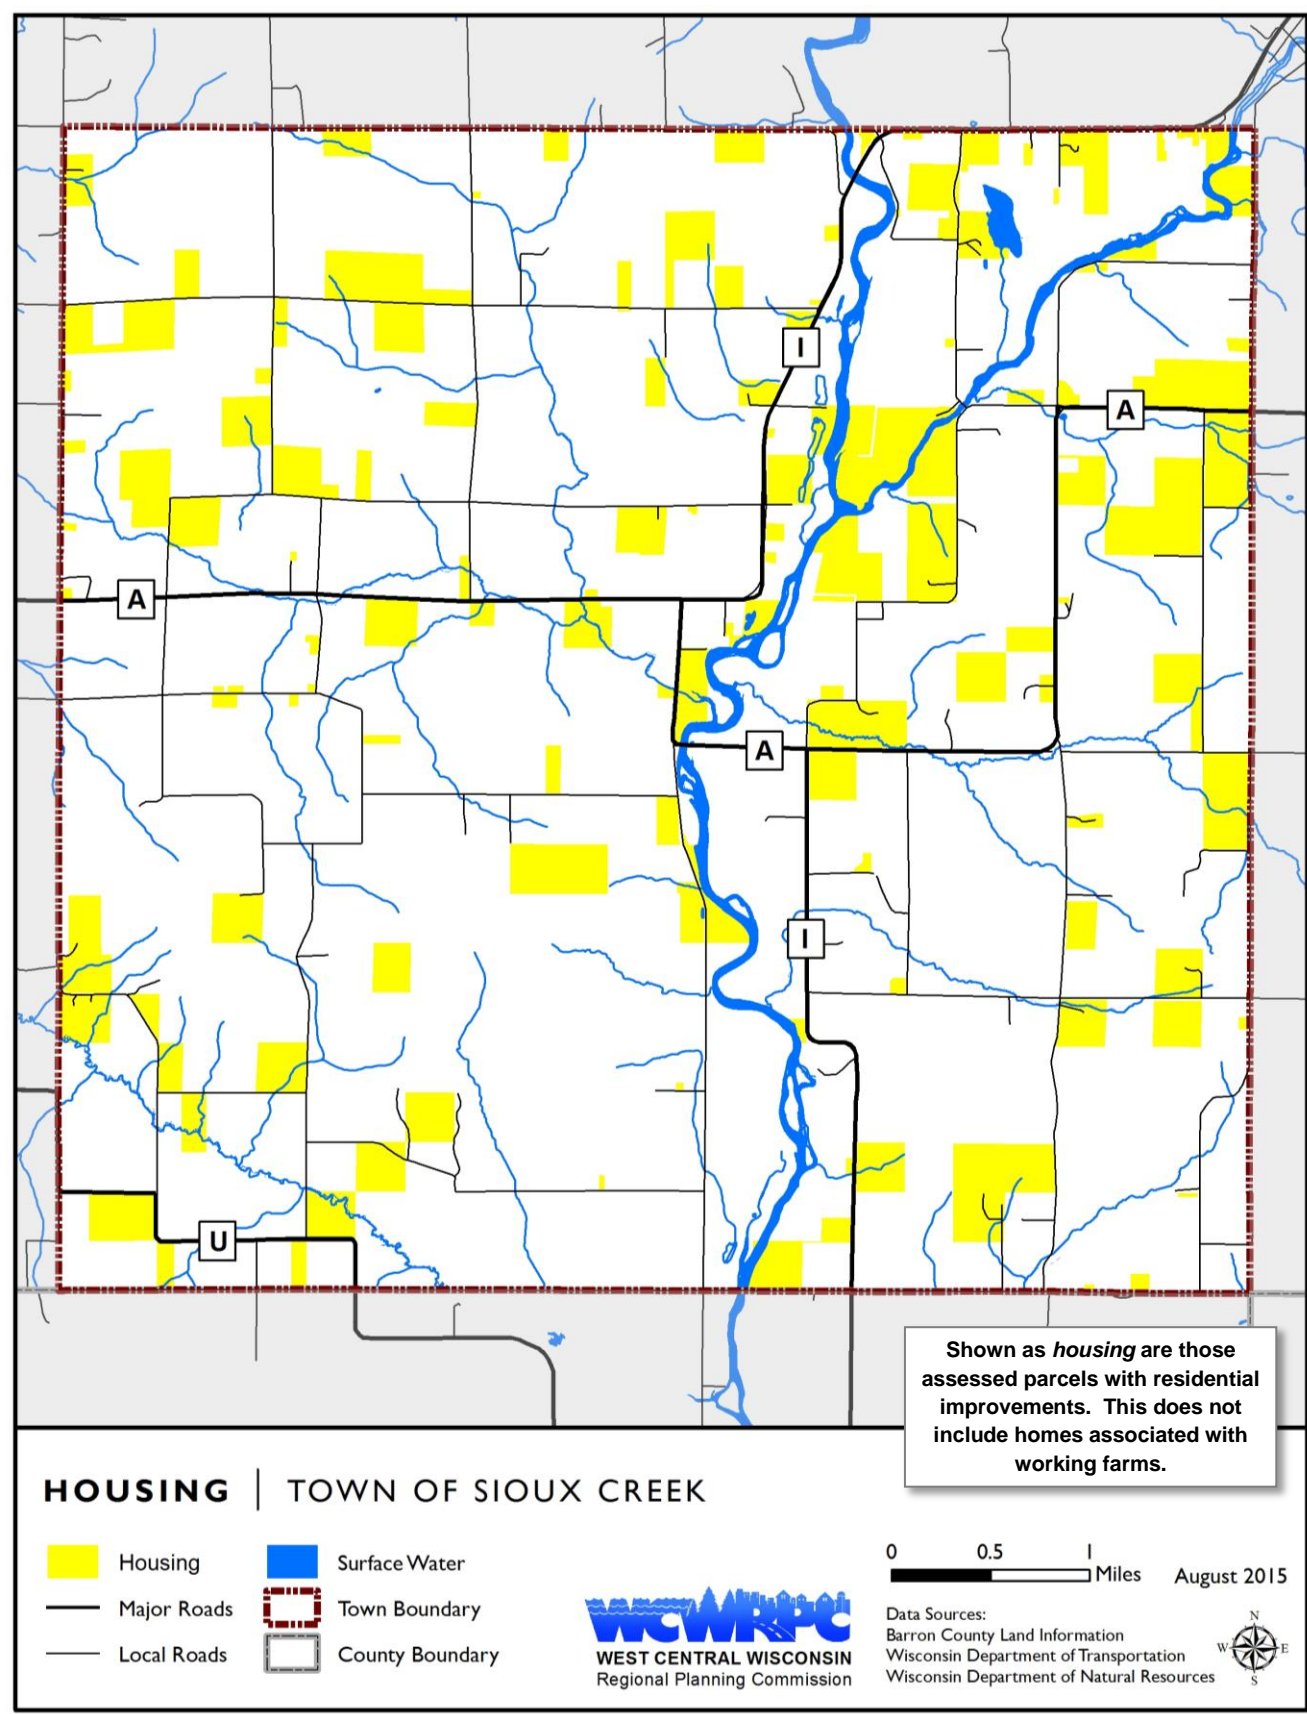 I
A
A
A
I
U
Shown as housing are those
assessed parcels with residential
improvements. This does not
include homes associated with
working farms.
HOUSING | TOWN OF SIOUX CREEK
Housing
Surface Water
Major Roads
Town Boundary
Local Roads
County Boundary
WCWRPC
WEST CENTRAL WISCONSIN
Regional Planning Commission
0 0.5 1
Miles
August 2015
Data Sources:
Barron County Land Information
Wisconsin Department of Transportation
Wisconsin Department of Natural Resources
N
W E
S